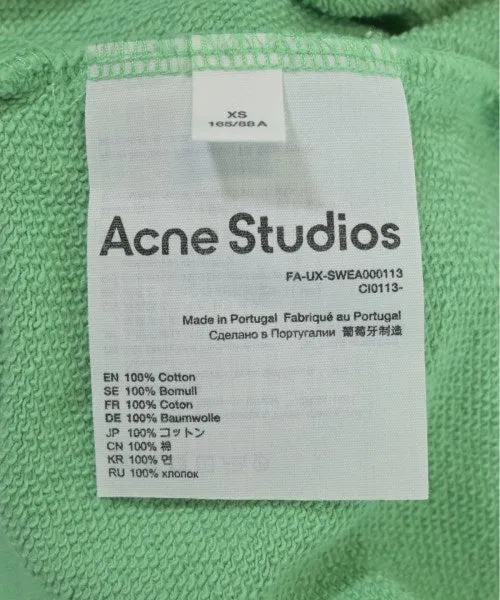 XS
165/88A
Acne Studios
FA-UX-SWEA000113
CI0113-
Made in Portugal Fabriqué au Portugal
Сделано в Португалии 葡萄牙制造
EN 100% Cotton
SE 100% Bomull
FR 100% Coton
DE 100% Baumwolle
JP 100% コットン
CN 100% 棉
KR 100% 면
RU 100% хлопок